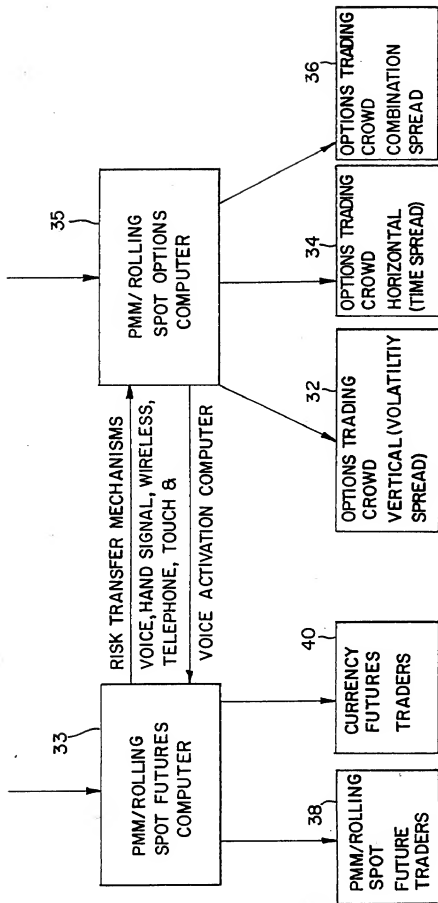 33
PMM/ROLLING
SPOT FUTURES
COMPUTER
RISK TRANSFER MECHANISMS
VOICE, HAND SIGNAL, WIRELESS,
TELEPHONE, TOUCH &
VOICE ACTIVATION COMPUTER
35
PMM/ROLLING
SPOT OPTIONS
COMPUTER
38
PMM/ROLLING
SPOT
FUTURE
TRADERS
40
CURRENCY
FUTURES
TRADERS
32
OPTIONS TRADING
CROWD
VERTICAL (VOLATILTIY
SPREAD)
34
OPTIONS TRADING
CROWD
HORIZONTAL
(TIME SPREAD)
36
OPTIONS TRADING
CROWD
COMBINATION
SPREAD